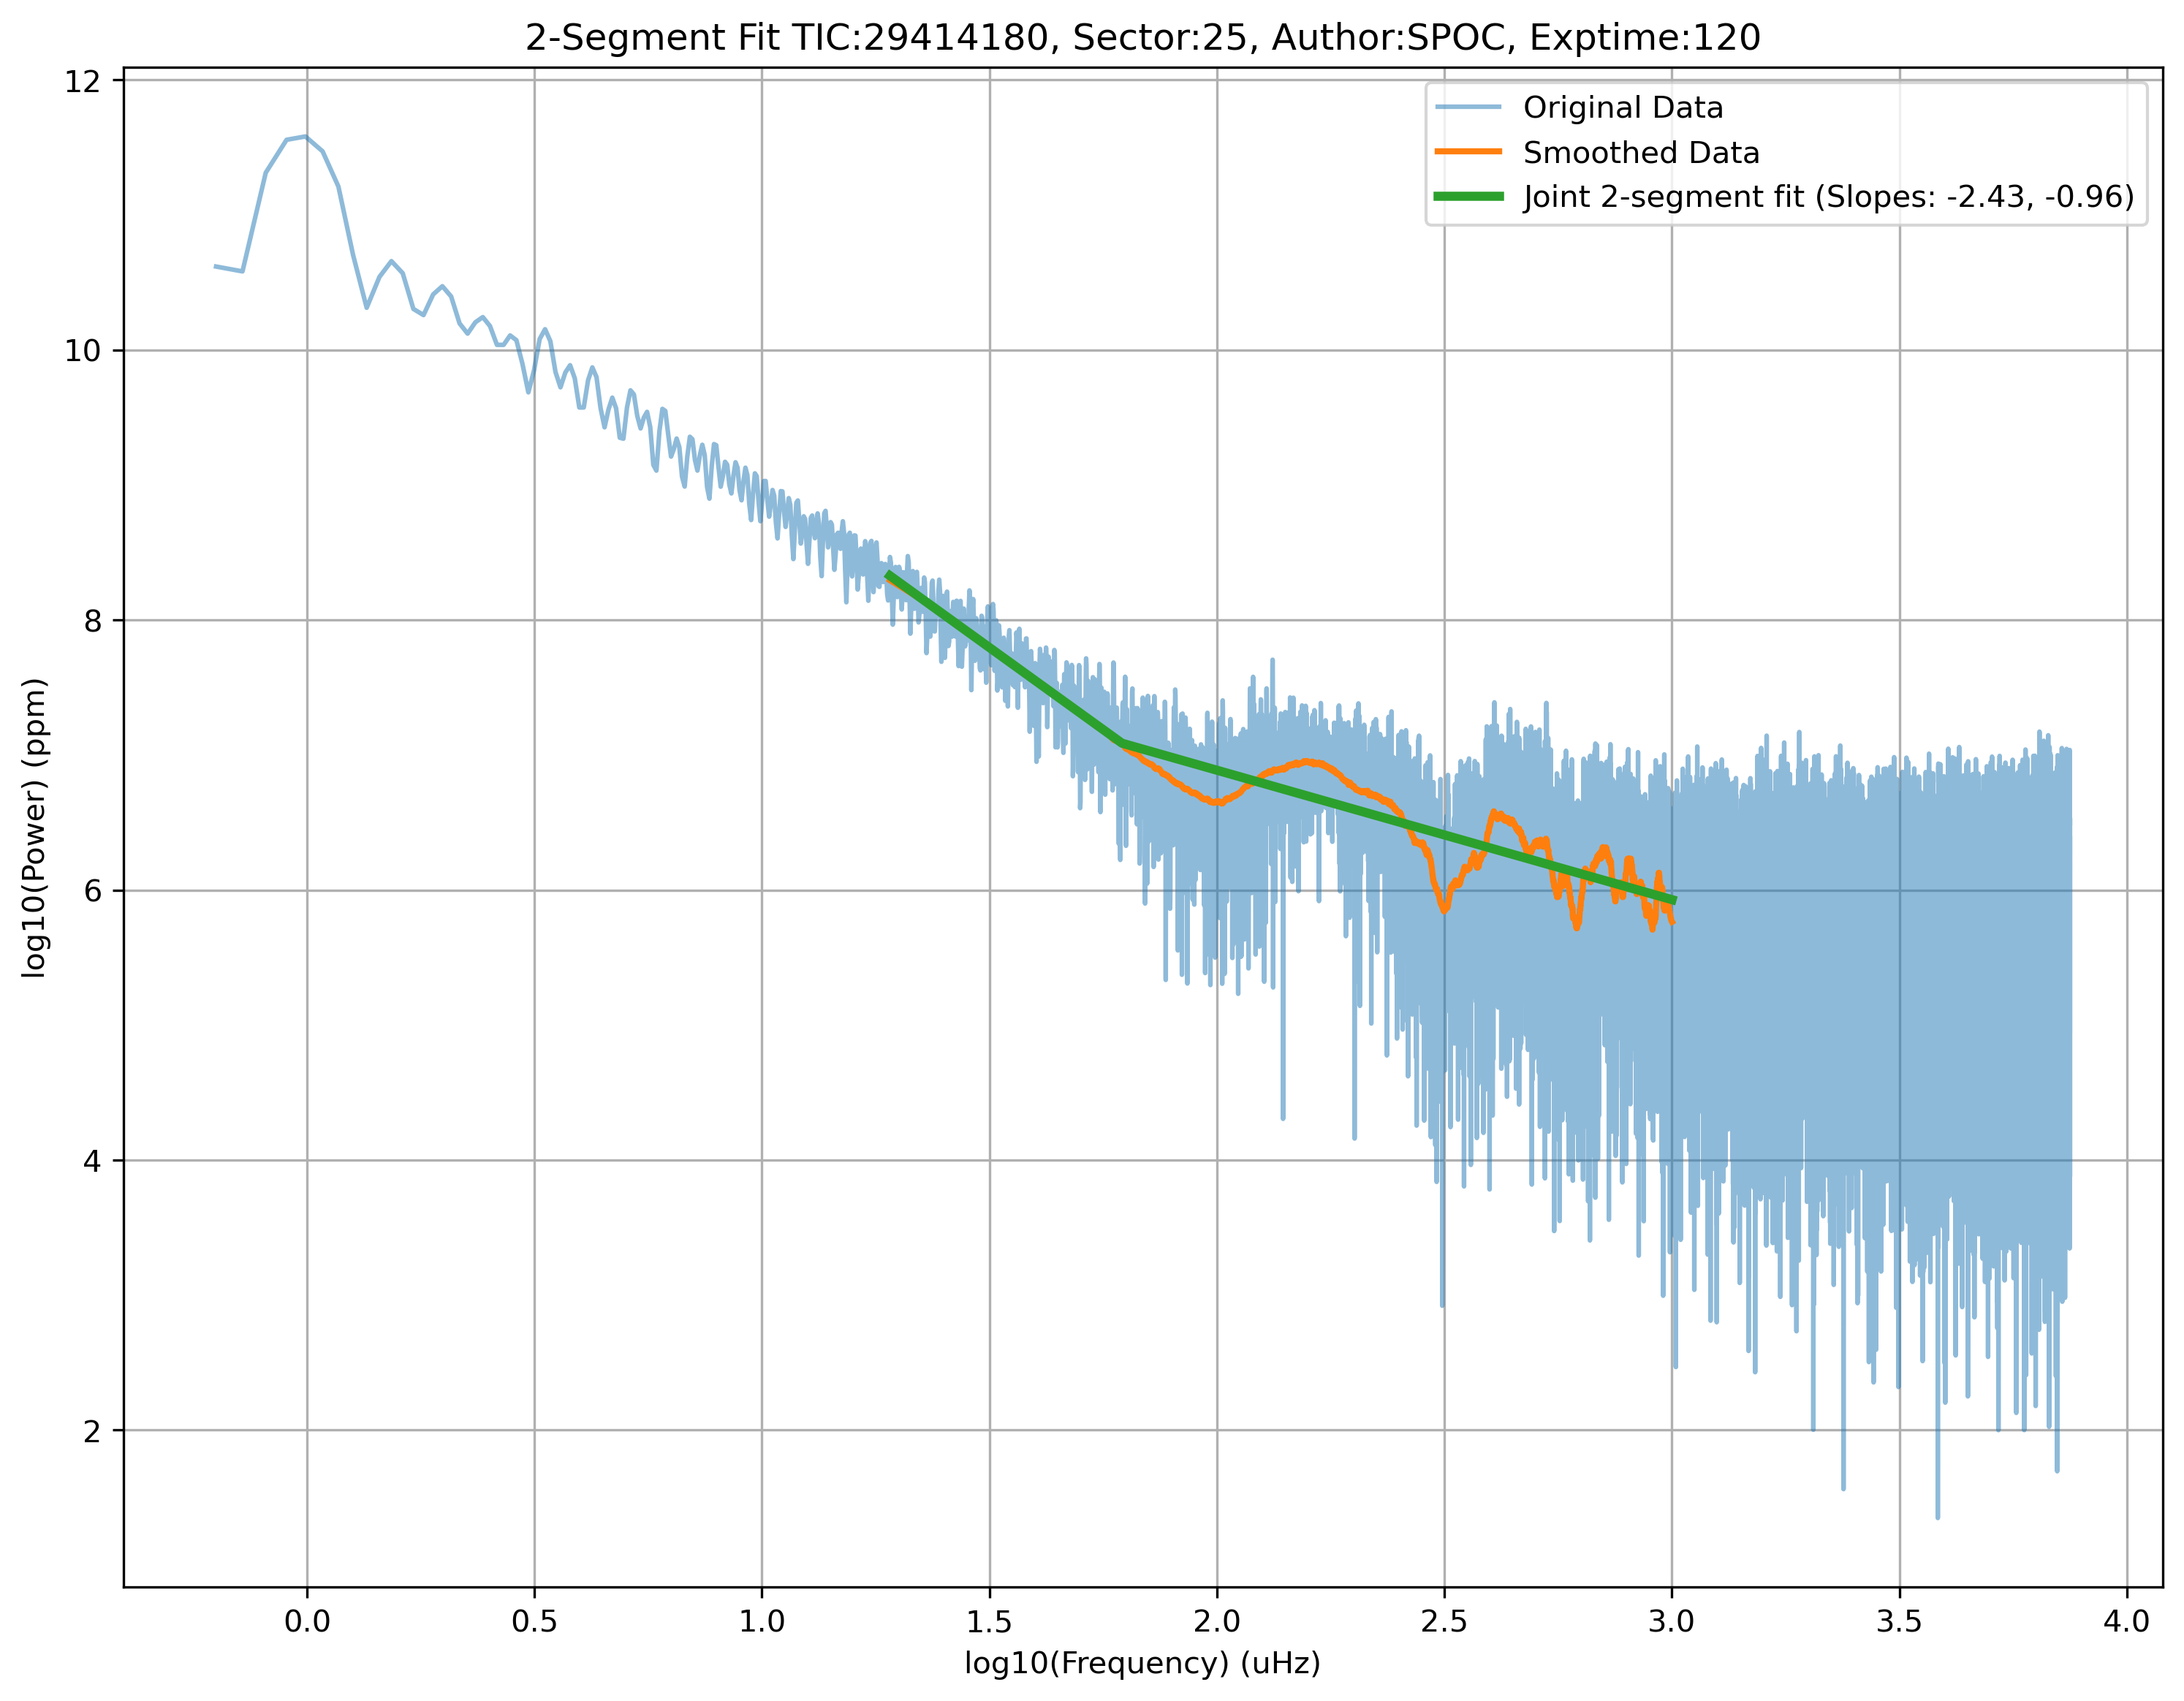 2-Segment Fit TIC:29414180, Sector:25, Author:SPOC, Exptime:120
Original Data
Smoothed Data
Joint 2-segment fit (Slopes: -2.43, -0.96)
log10(Power) (ppm)
12
10
8
6
4
2
0.0 0.5 1.0 1.5 2.0 2.5 3.0 3.5 4.0
log10(Frequency) (uHz)